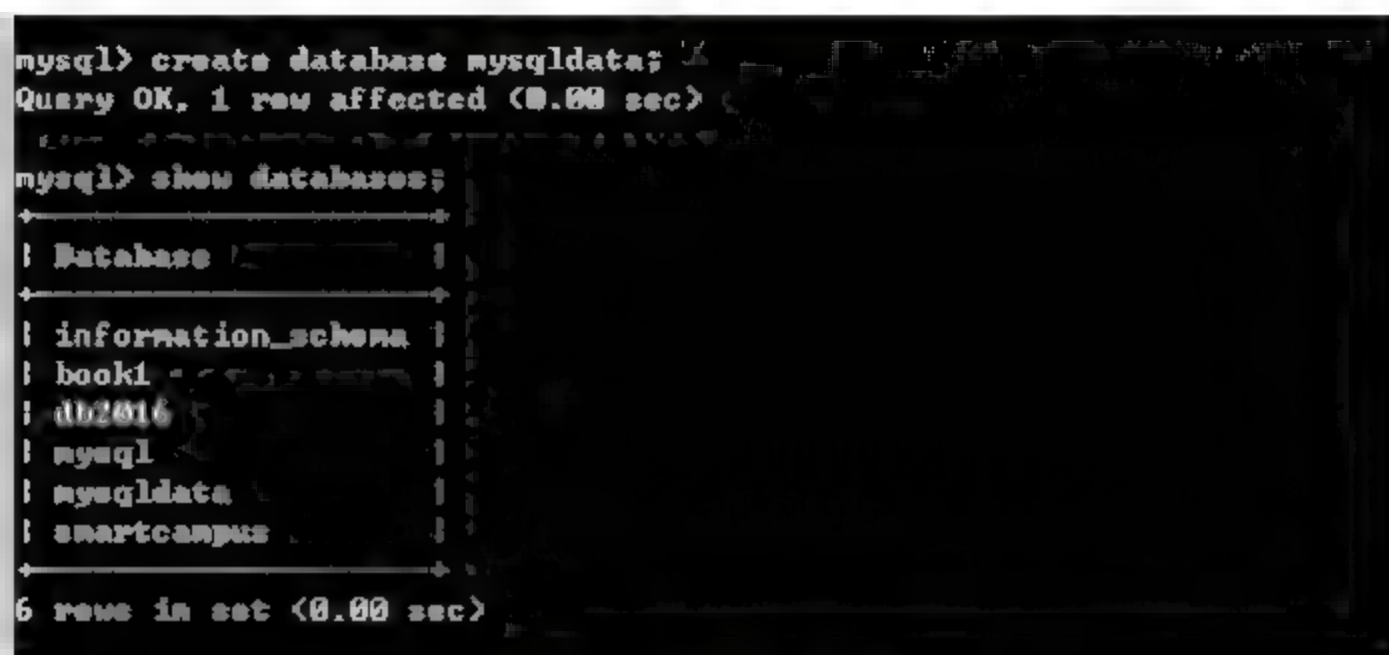 mysql> create database mysqldata;
Query OK, 1 row affected (0.00 sec)
mysql> show databases;
+--------------------+
| Database           |
+--------------------+
| information_schema |
| book1              |
| db2016             |
| mysql              |
| mysqldata          |
| smartcampus        |
+--------------------+
6 rows in set (0.00 sec)